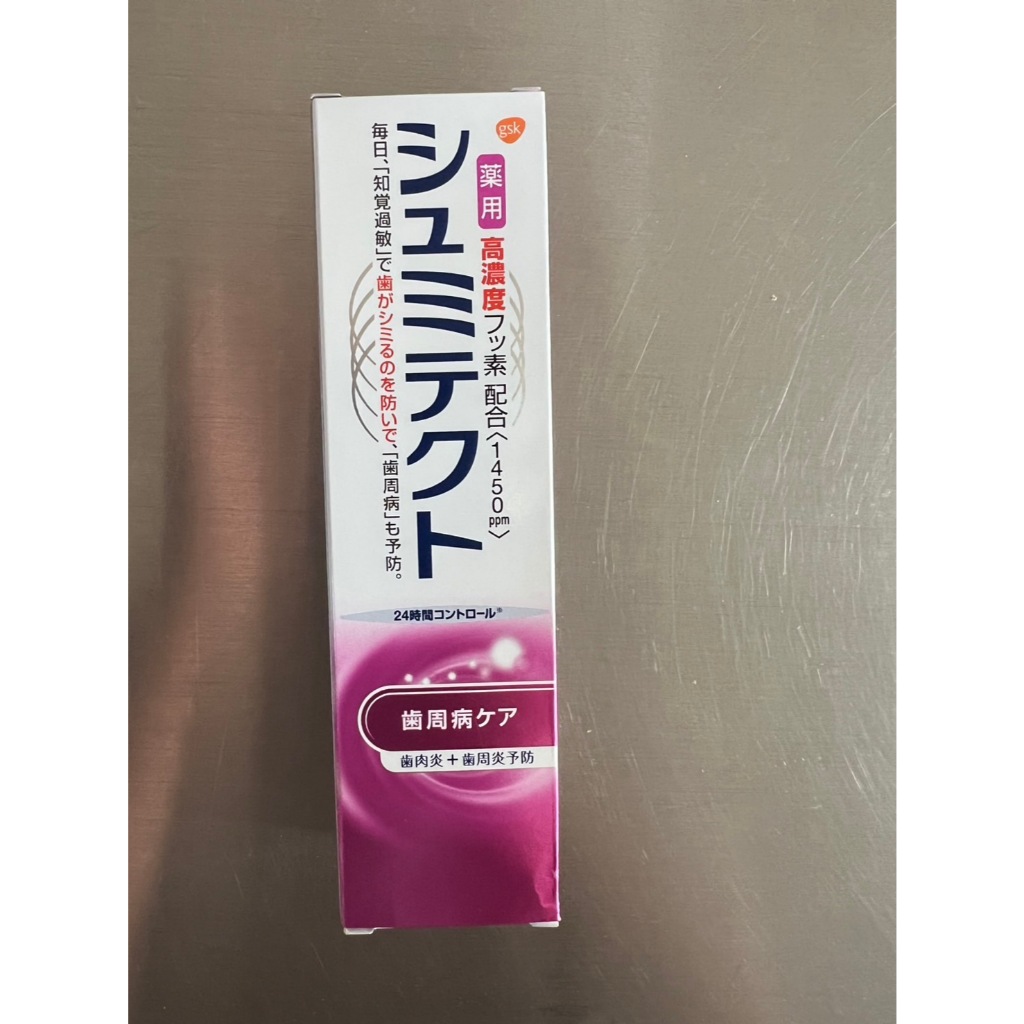 gsk
薬用
高濃度フッ素 配合〈1450ppm〉
シュミテクト
毎日、「知覚過敏」で歯がシミるのを防いで、「歯周病」も予防。
24時間コントロール®
歯周病ケア
歯肉炎+歯周炎予防